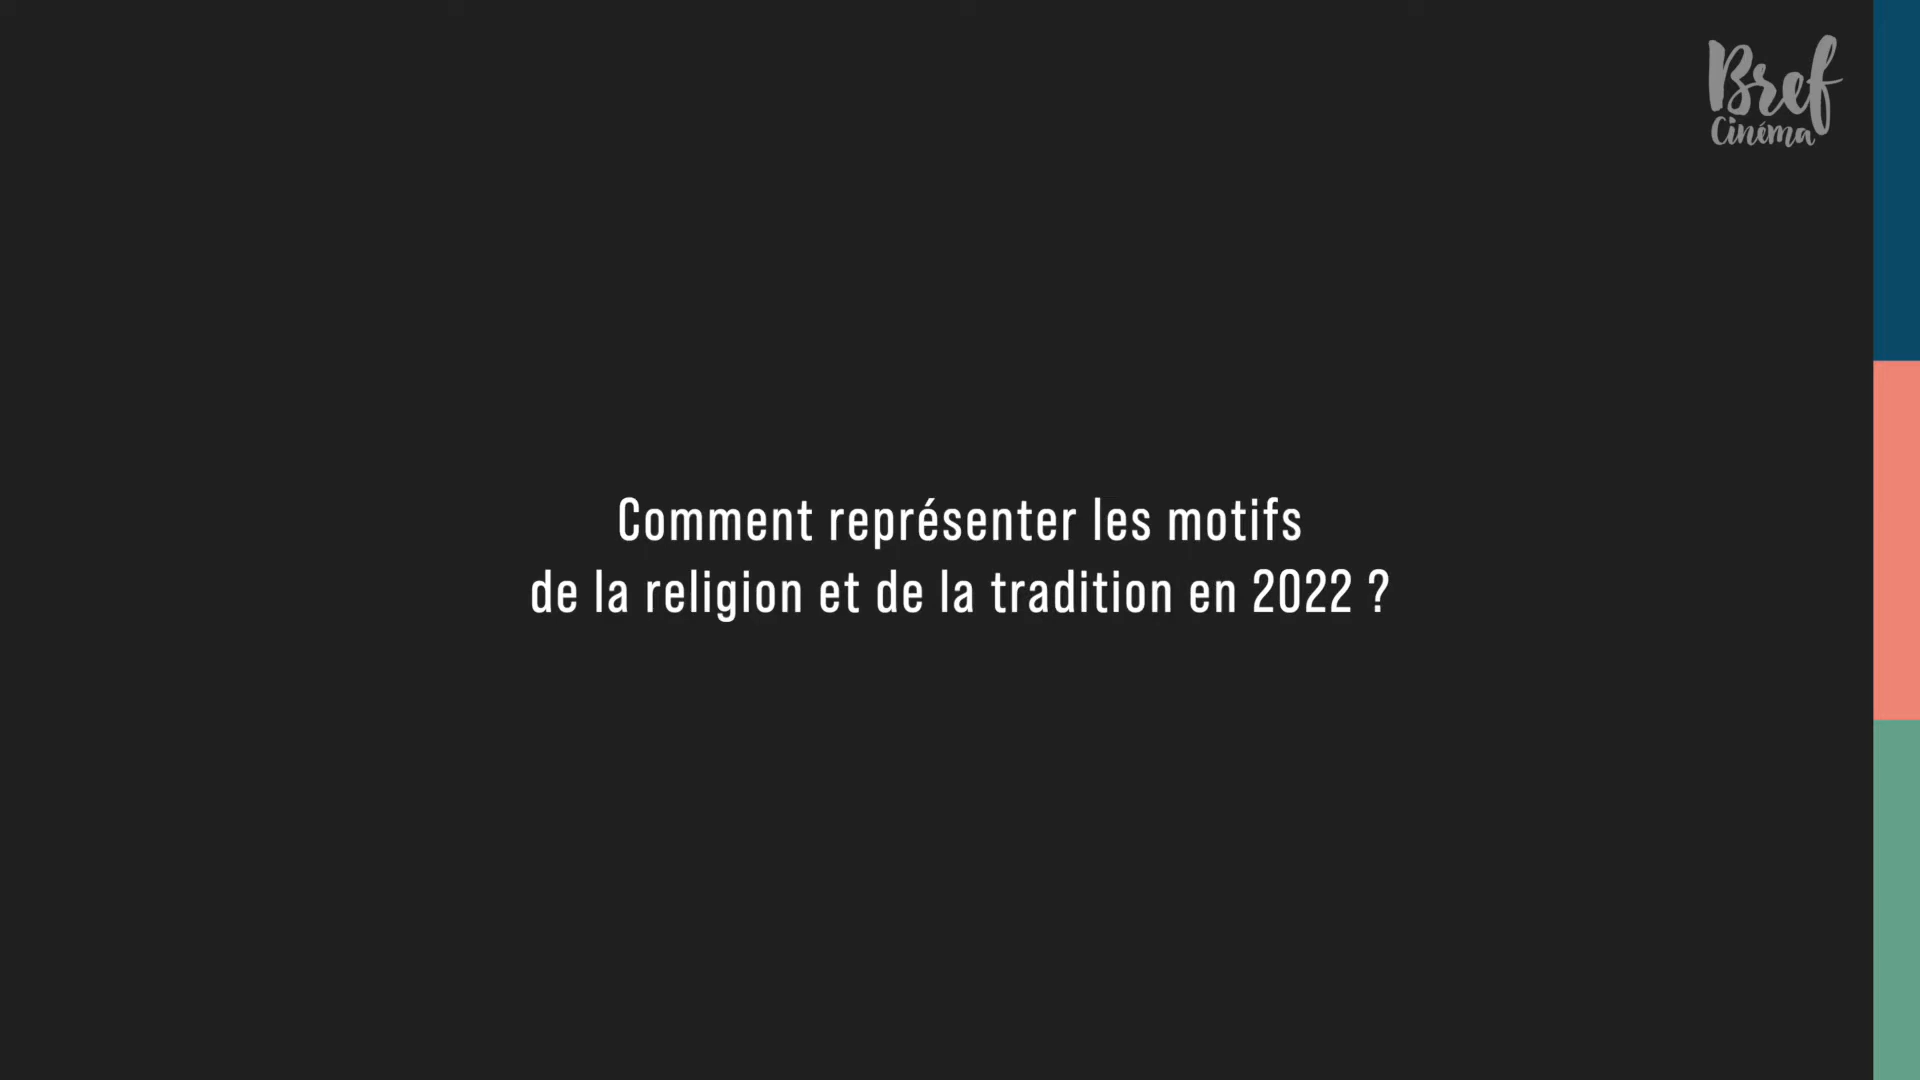 Bref
Cinéma
Comment représenter les motifs
de la religion et de la tradition en 2022 ?